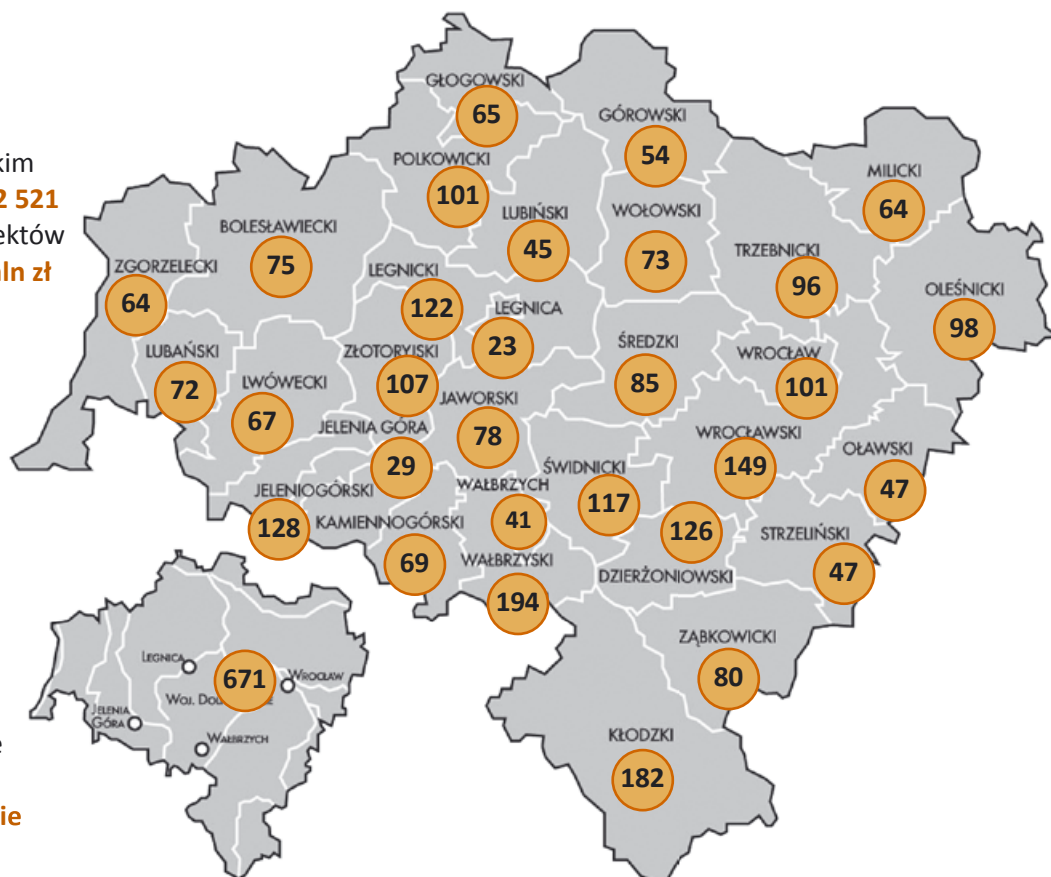 kim
2 521
ektów
aln zł
e
ie
GŁOGOWSKI
65
GÓROWSKI
54
POLKOWICKI
101
MILICKI
64
LUBIŃSKI
45
WOŁOWSKI
73
BOLESŁAWIECKI
75
TRZEBNICKI
96
ZGORZELECKI
64
LEGNICKI
122
OLEŚNICKI
98
LEGNICA
23
LUBAŃSKI
72
ZŁOTORYJSKI
107
ŚREDZKI
85
WROCŁAW
101
LWÓWECKI
67
JAWORSKI
78
JELENIA GÓRA
29
WROCŁAWSKI
149
OŁAWSKI
47
ŚWIDNICKI
117
WAŁBRZYCH
41
JELENIOGÓRSKI
128
KAMIENNOGÓRSKI
69
126
DZIERŻONIOWSKI
STRZELIŃSKI
47
WAŁBRZYSKI
194
ZĄBKOWICKI
80
KŁODZKI
182
LEGNICA
671
WROCŁAW
WOJ.
JELENIA
GÓRA
WAŁBRZYCH